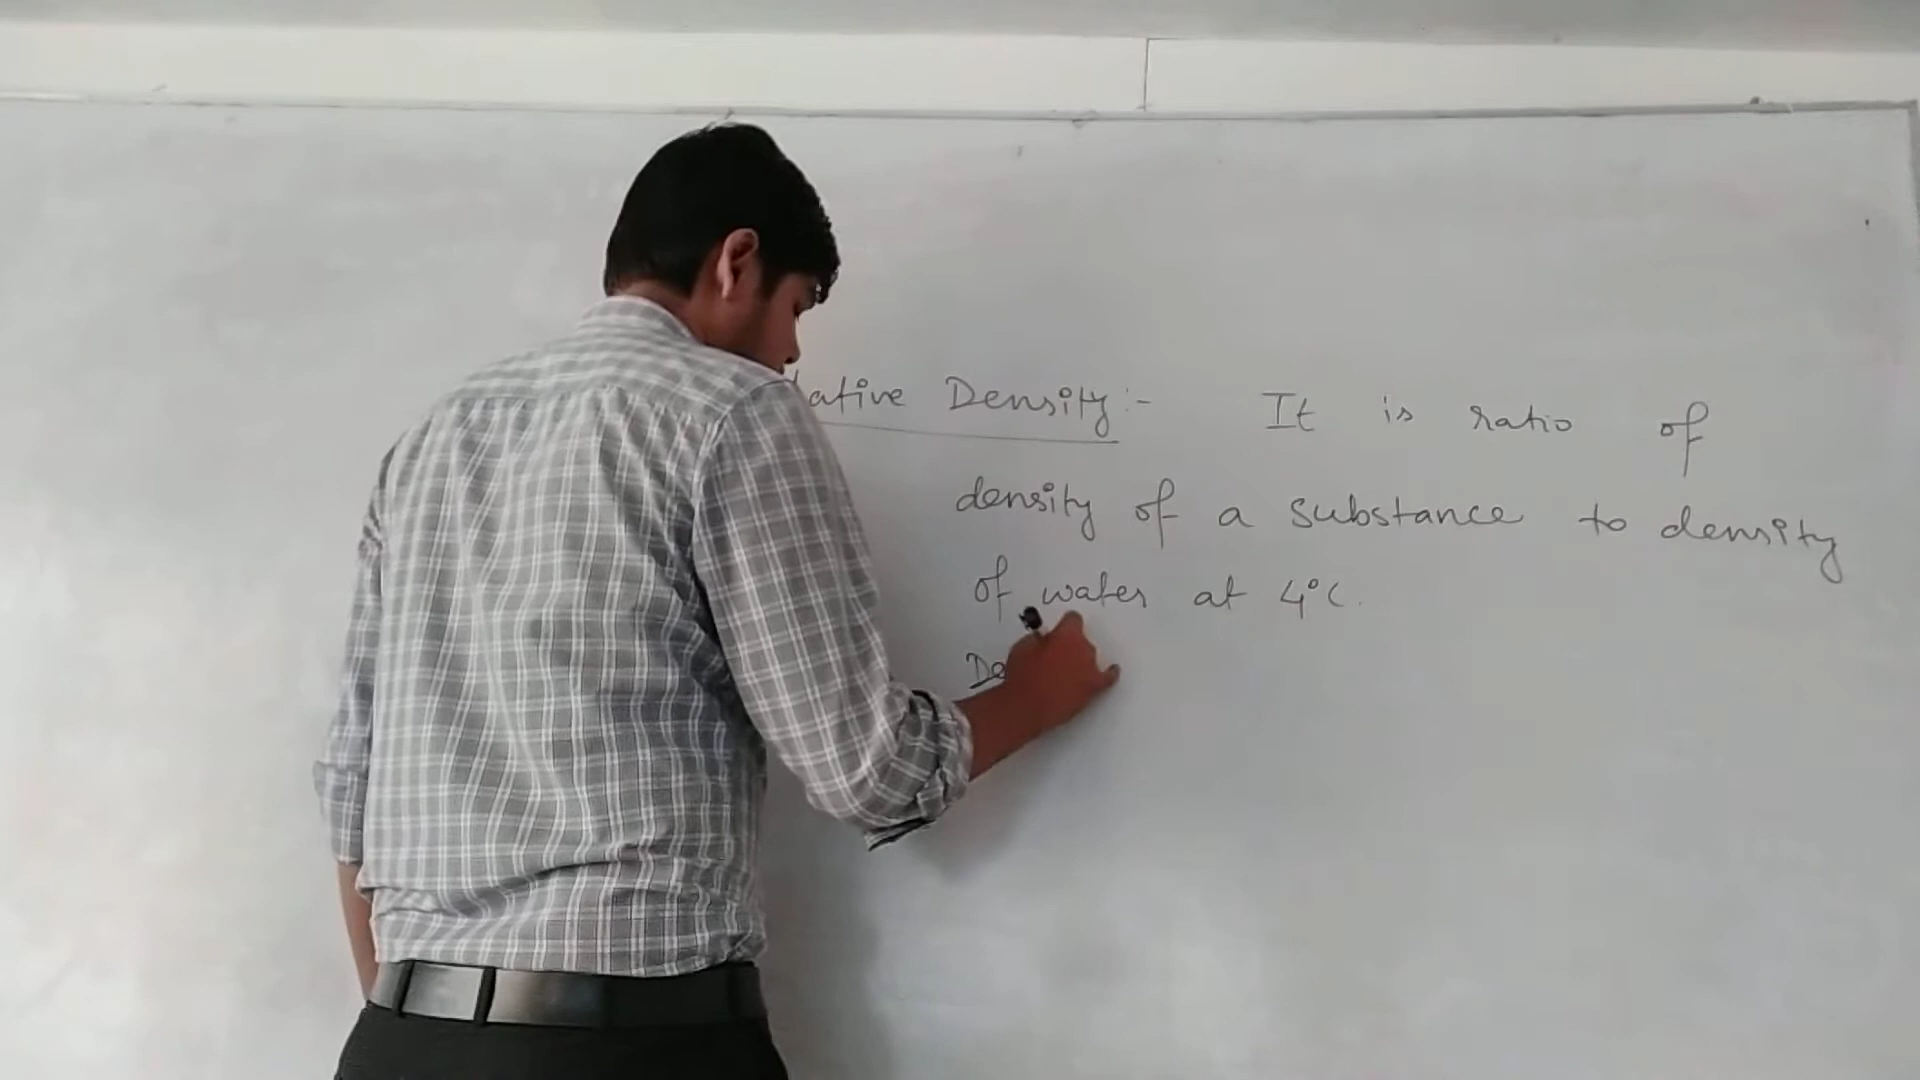 lative Density :- It is ratio of
density of a substance to density
of water at 4°C.
De